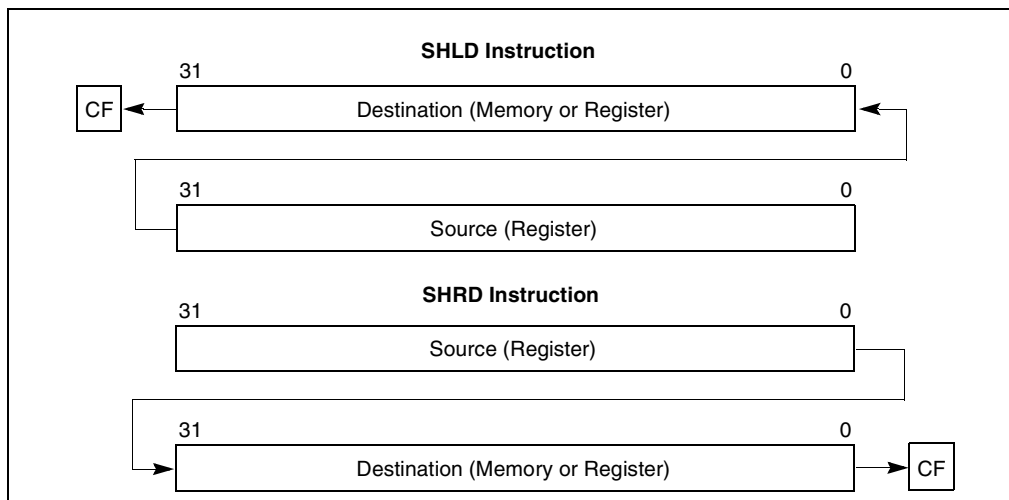 SHLD Instruction
31 0
CF Destination (Memory or Register)
31 0
Source (Register)
SHRD Instruction
31 0
Source (Register)
31 0
Destination (Memory or Register) CF